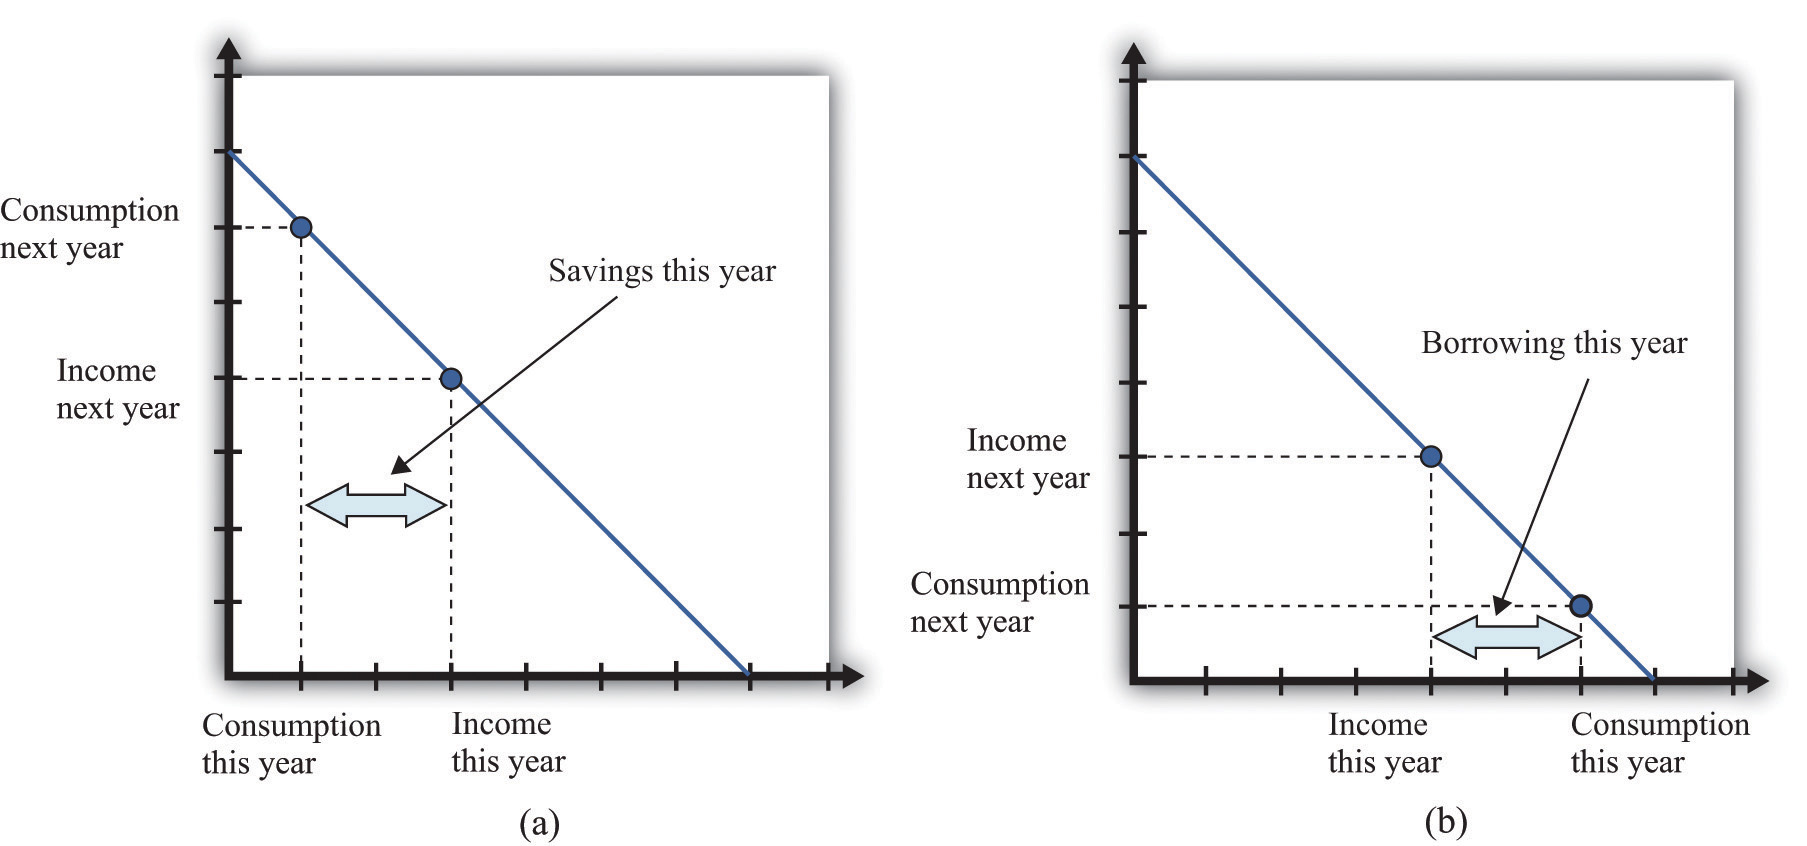 Consumption
next year
Savings this year
Income
next year
Consumption
this year
Income
this year
(a)
Borrowing this year
Income
next year
Consumption
next year
Income
this year
Consumption
this year
(b)